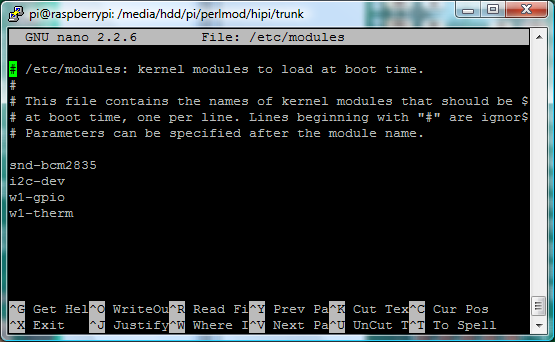 pi@raspberrypi: /media/hdd/pi/perlmod/hipi/trunk
GNU nano 2.2.6 File: /etc/modules
# /etc/modules: kernel modules to load at boot time.
#
# This file contains the names of kernel modules that should be $
# at boot time, one per line. Lines beginning with "#" are ignor$
# Parameters can be specified after the module name.
snd-bcm2835
i2c-dev
w1-gpio
w1-therm
^G Get Hel^O WriteOu^R Read Fi^Y Prev Pa^K Cut Tex^C Cur Pos
^X Exit ^J Justify^W Where I^V Next Pa^U UnCut T^T To Spell